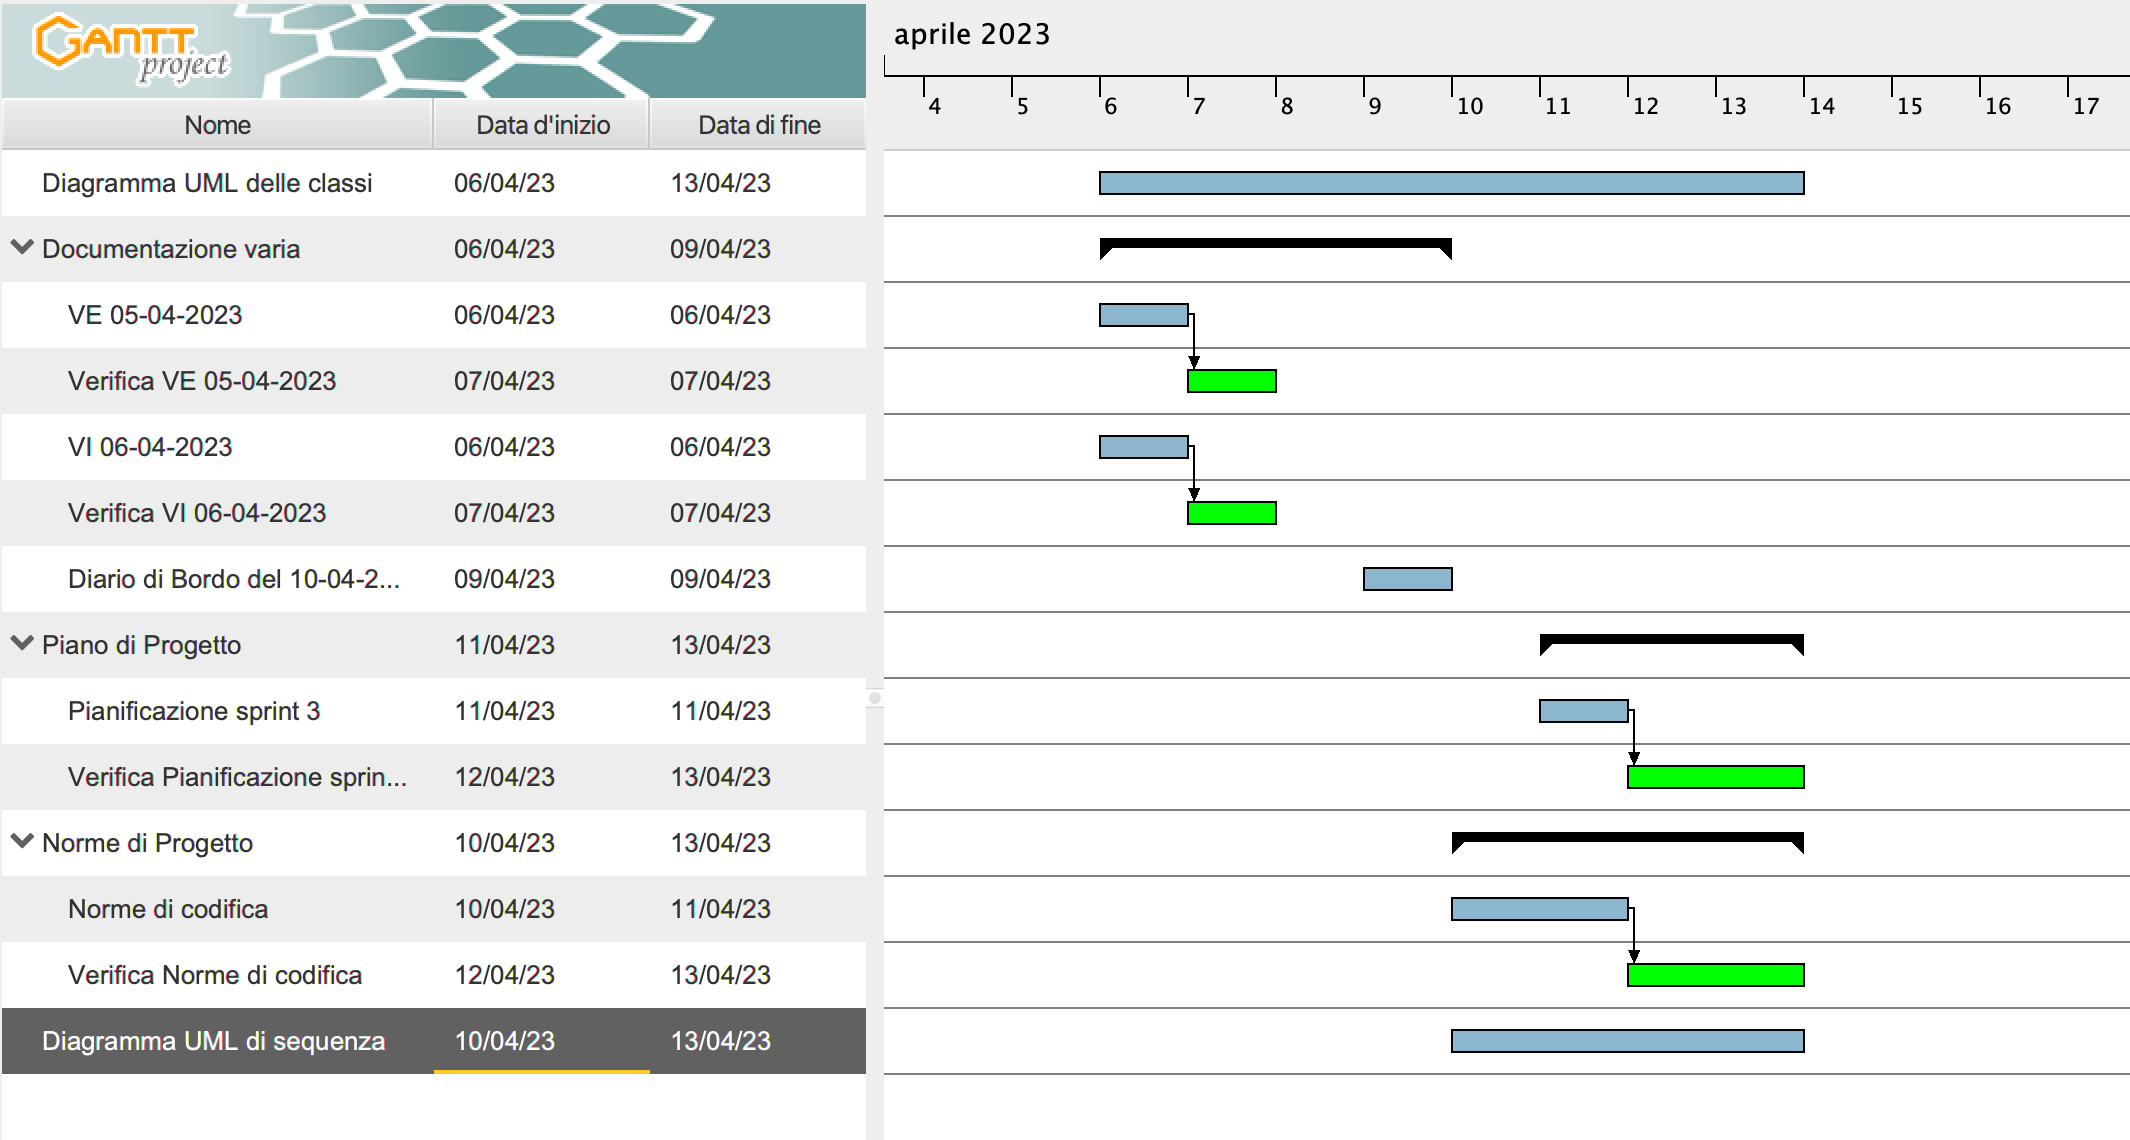 GANTT
project
aprile 2023
4 5 6 7 8 9 10 11 12 13 14 15 16 17
Nome Data d'inizio Data di fine
Diagramma UML delle classi 06/04/23 13/04/23
Documentazione varia 06/04/23 09/04/23
VE 05-04-2023 06/04/23 06/04/23
Verifica VE 05-04-2023 07/04/23 07/04/23
VI 06-04-2023 06/04/23 06/04/23
Verifica VI 06-04-2023 07/04/23 07/04/23
Diario di Bordo del 10-04-2... 09/04/23 09/04/23
Piano di Progetto 11/04/23 13/04/23
Pianificazione sprint 3 11/04/23 11/04/23
Verifica Pianificazione sprin... 12/04/23 13/04/23
Norme di Progetto 10/04/23 13/04/23
Norme di codifica 10/04/23 11/04/23
Verifica Norme di codifica 12/04/23 13/04/23
Diagramma UML di sequenza 10/04/23 13/04/23